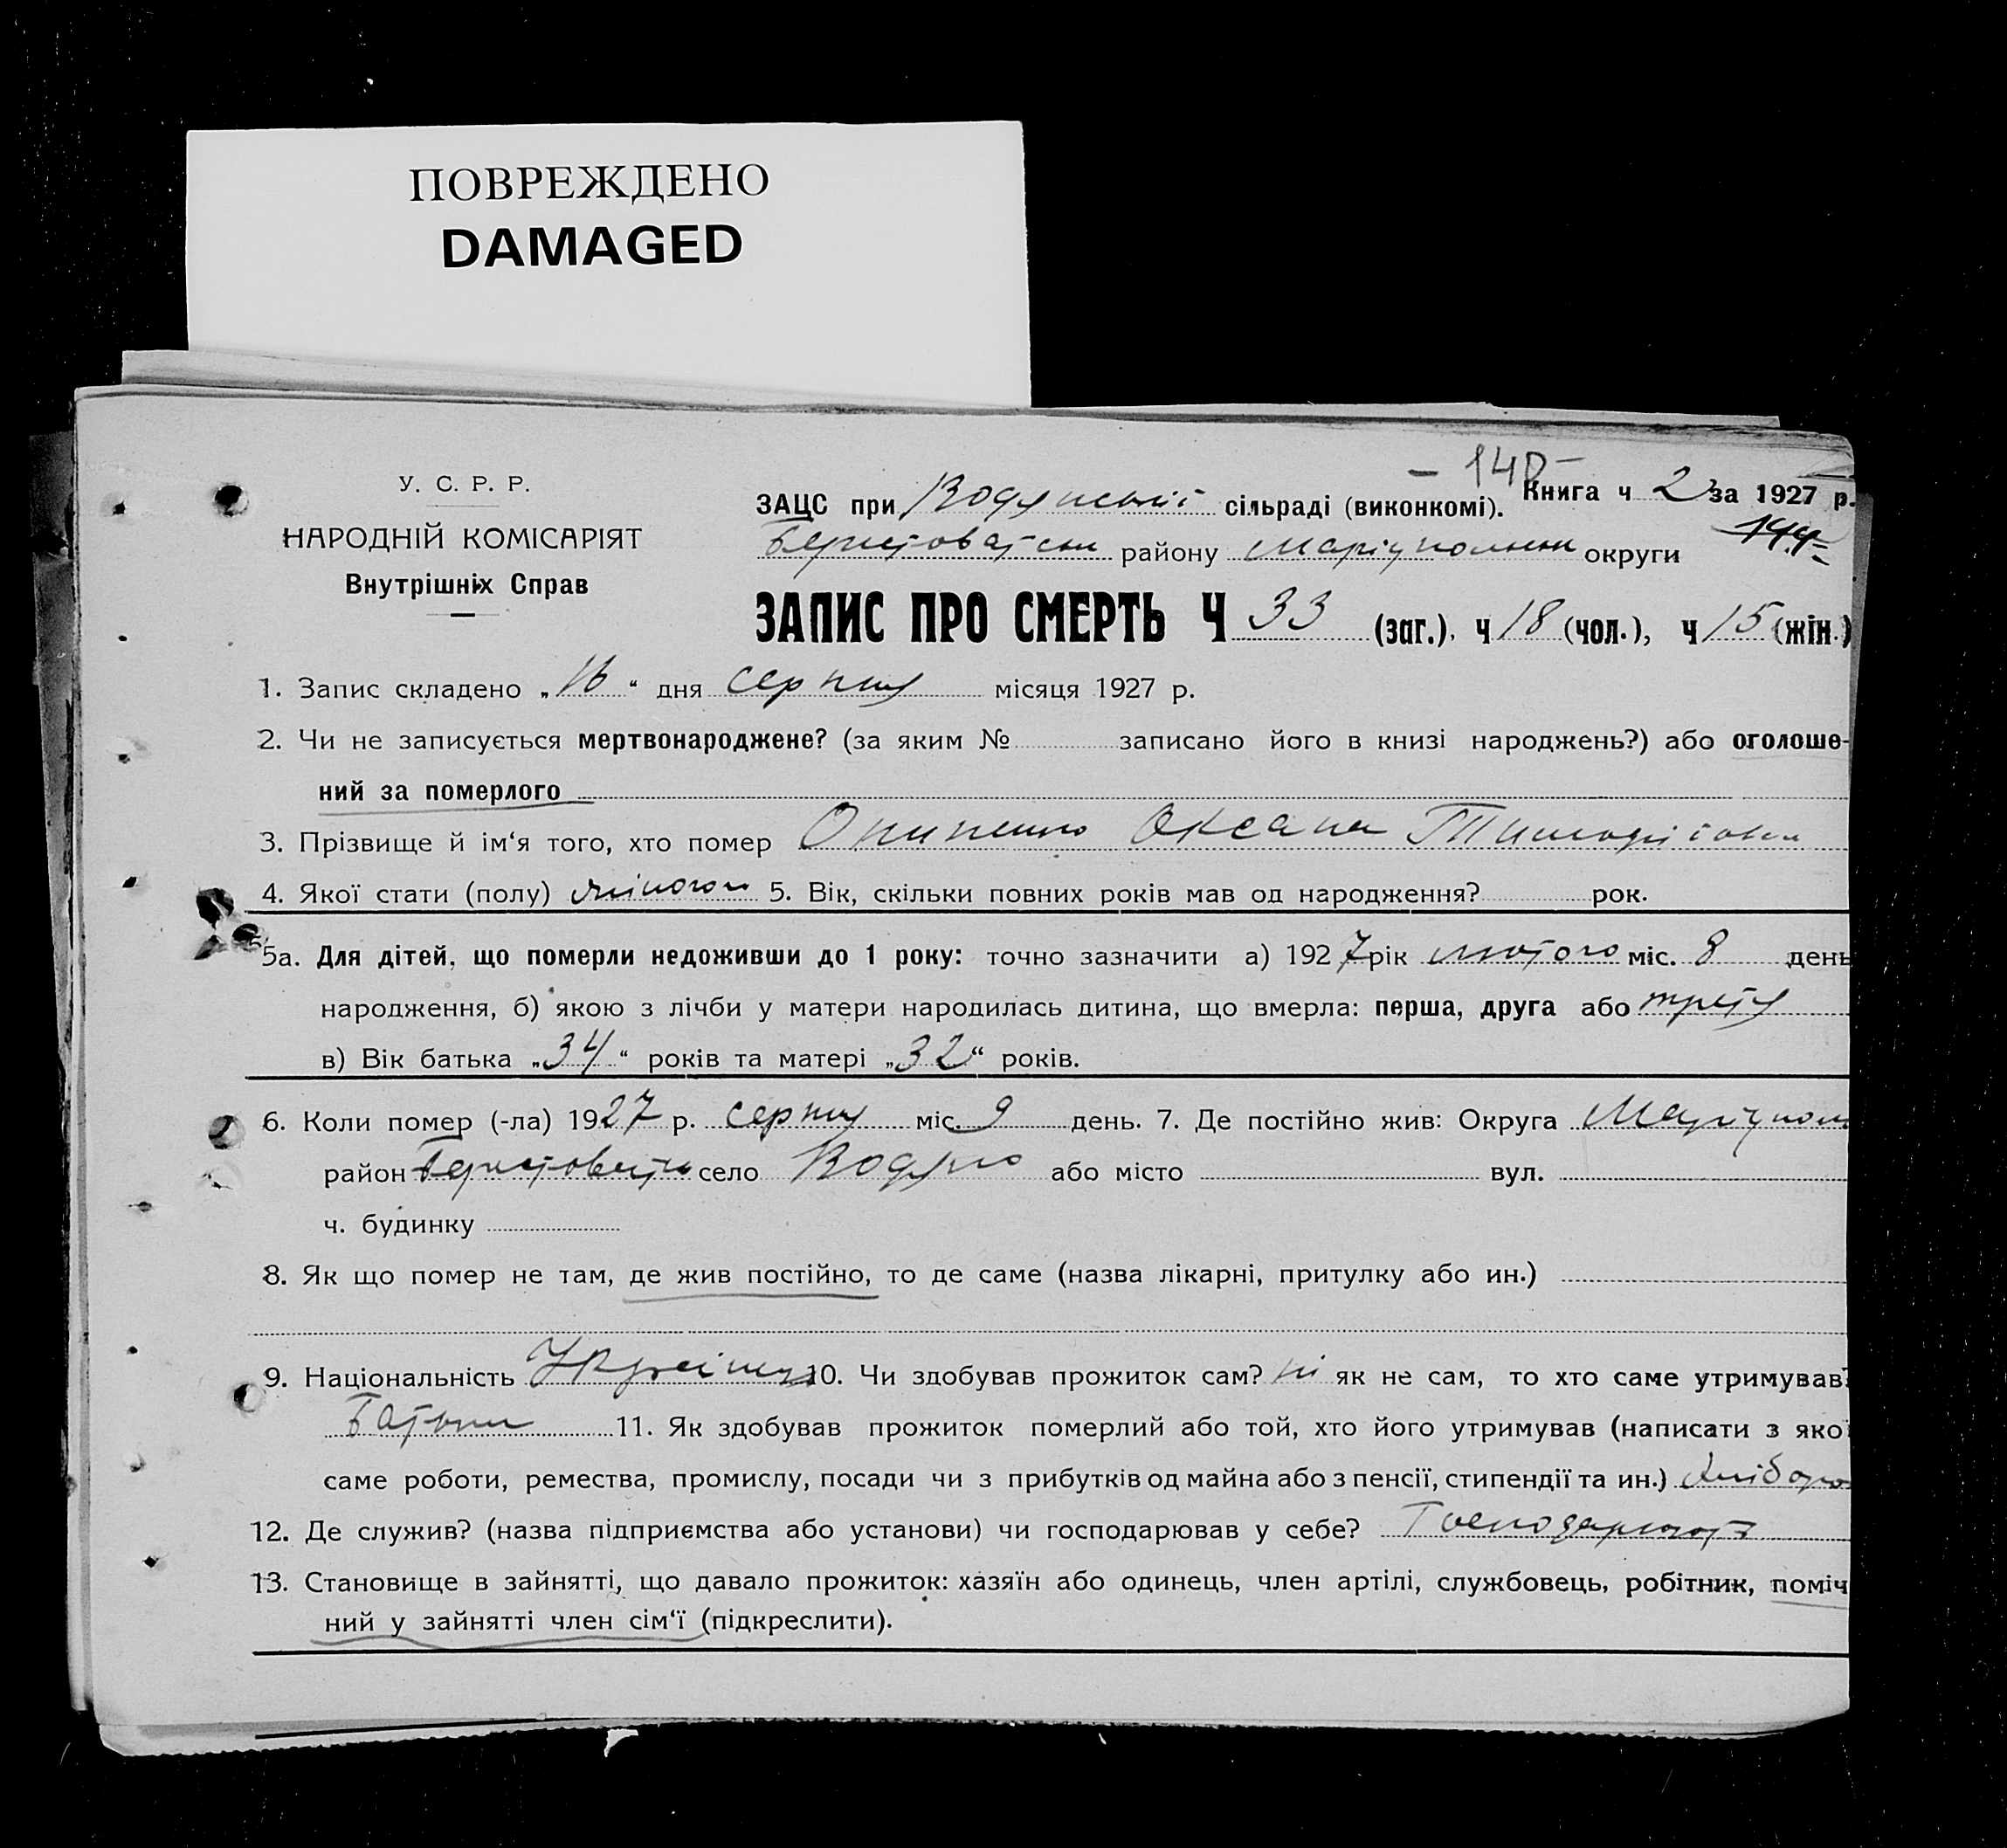 ПОВРЕЖДЕНО
DAMAGED
- 140 -
У. С. Р. Р.
НАРОДНІЙ КОМІСАРІЯТ
Внутрішніх Справ
Книга ч 2 за 1927 р.
ЗАЦС при Водянській сільраді (виконкомі).
району округи
ЗАПИС ПРО СМЕРТЬ Ч 33 (заг.), ч 18 (чол.), ч 15 (жін.)
1. Запис складено „16“ дня серпня місяця 1927 р.
2. Чи не записується мертвонароджене? (за яким № записано його в книзі народжень?) або оголоше-
ний за померлого
3. Прізвище й ім‘я того, хто помер Оксана
4. Якої стати (полу) жіночої 5. Вік, скільки повних років мав од народження? рок.
5а. Для дітей, що померли недоживши до 1 року: точно зазначити а) 1927 рік лютого міс. 8 день
народження, б) якою з лічби у матери народилась дитина, що вмерла: перша, друга або третя
в) Вік батька „34“ років та матері „32“ років.
6. Коли помер (-ла) 1927 р. серпня міс. 9 день. 7. Де постійно жив: Округа Маріупол
район село Водяно або місто вул.
ч. будинку
8. Як що помер не там, де жив постійно, то де саме (назва лікарні, притулку або ин.)
9. Національність 10. Чи здобував прожиток сам? ні як не сам, то хто саме утримував?
Батьки 11. Як здобував прожиток померлий або той, хто його утримував (написати з якої
саме роботи, ремества, промислу, посади чи з прибутків од майна або з пенсії, стипендії та ин.) хліборо
12. Де служив? (назва підприємства або установи) чи господарював у себе?
13. Становище в зайнятті, що давало прожиток: хазяїн або одинець, член артілі, службовець, робітник, поміч
ний у зайнятті член сім‘ї (підкреслити).